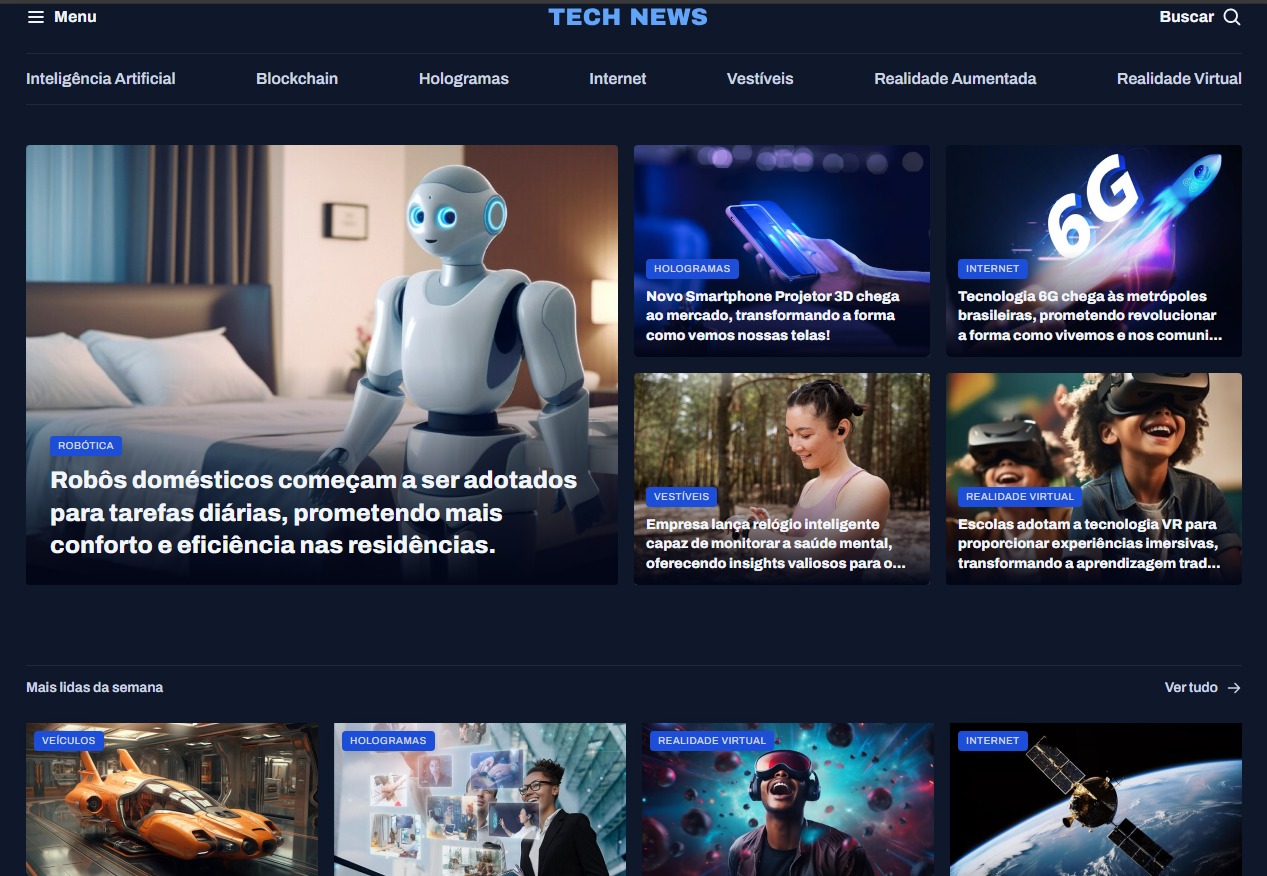 Menu
TECH NEWS
Buscar
Inteligência Artificial
Blockchain
Hologramas
Internet
Vestíveis
Realidade Aumentada
Realidade Virtual
ROBÓTICA
Robôs domésticos começam a ser adotados
para tarefas diárias, prometendo mais
conforto e eficiência nas residências.
HOLOGRAMAS
Novo Smartphone Projetor 3D chega
ao mercado, transformando a forma
como vemos nossas telas!
6G
INTERNET
Tecnologia 6G chega às metrópoles
brasileiras, prometendo revolucionar
a forma como vivemos e nos comuni...
VESTÍVEIS
Empresa lança relógio inteligente
capaz de monitorar a saúde mental,
oferecendo insights valiosos para o...
REALIDADE VIRTUAL
Escolas adotam a tecnologia VR para
proporcionar experiências imersivas,
transformando a aprendizagem trad...
Mais lidas da semana
Ver tudo
VEÍCULOS
HOLOGRAMAS
REALIDADE VIRTUAL
INTERNET